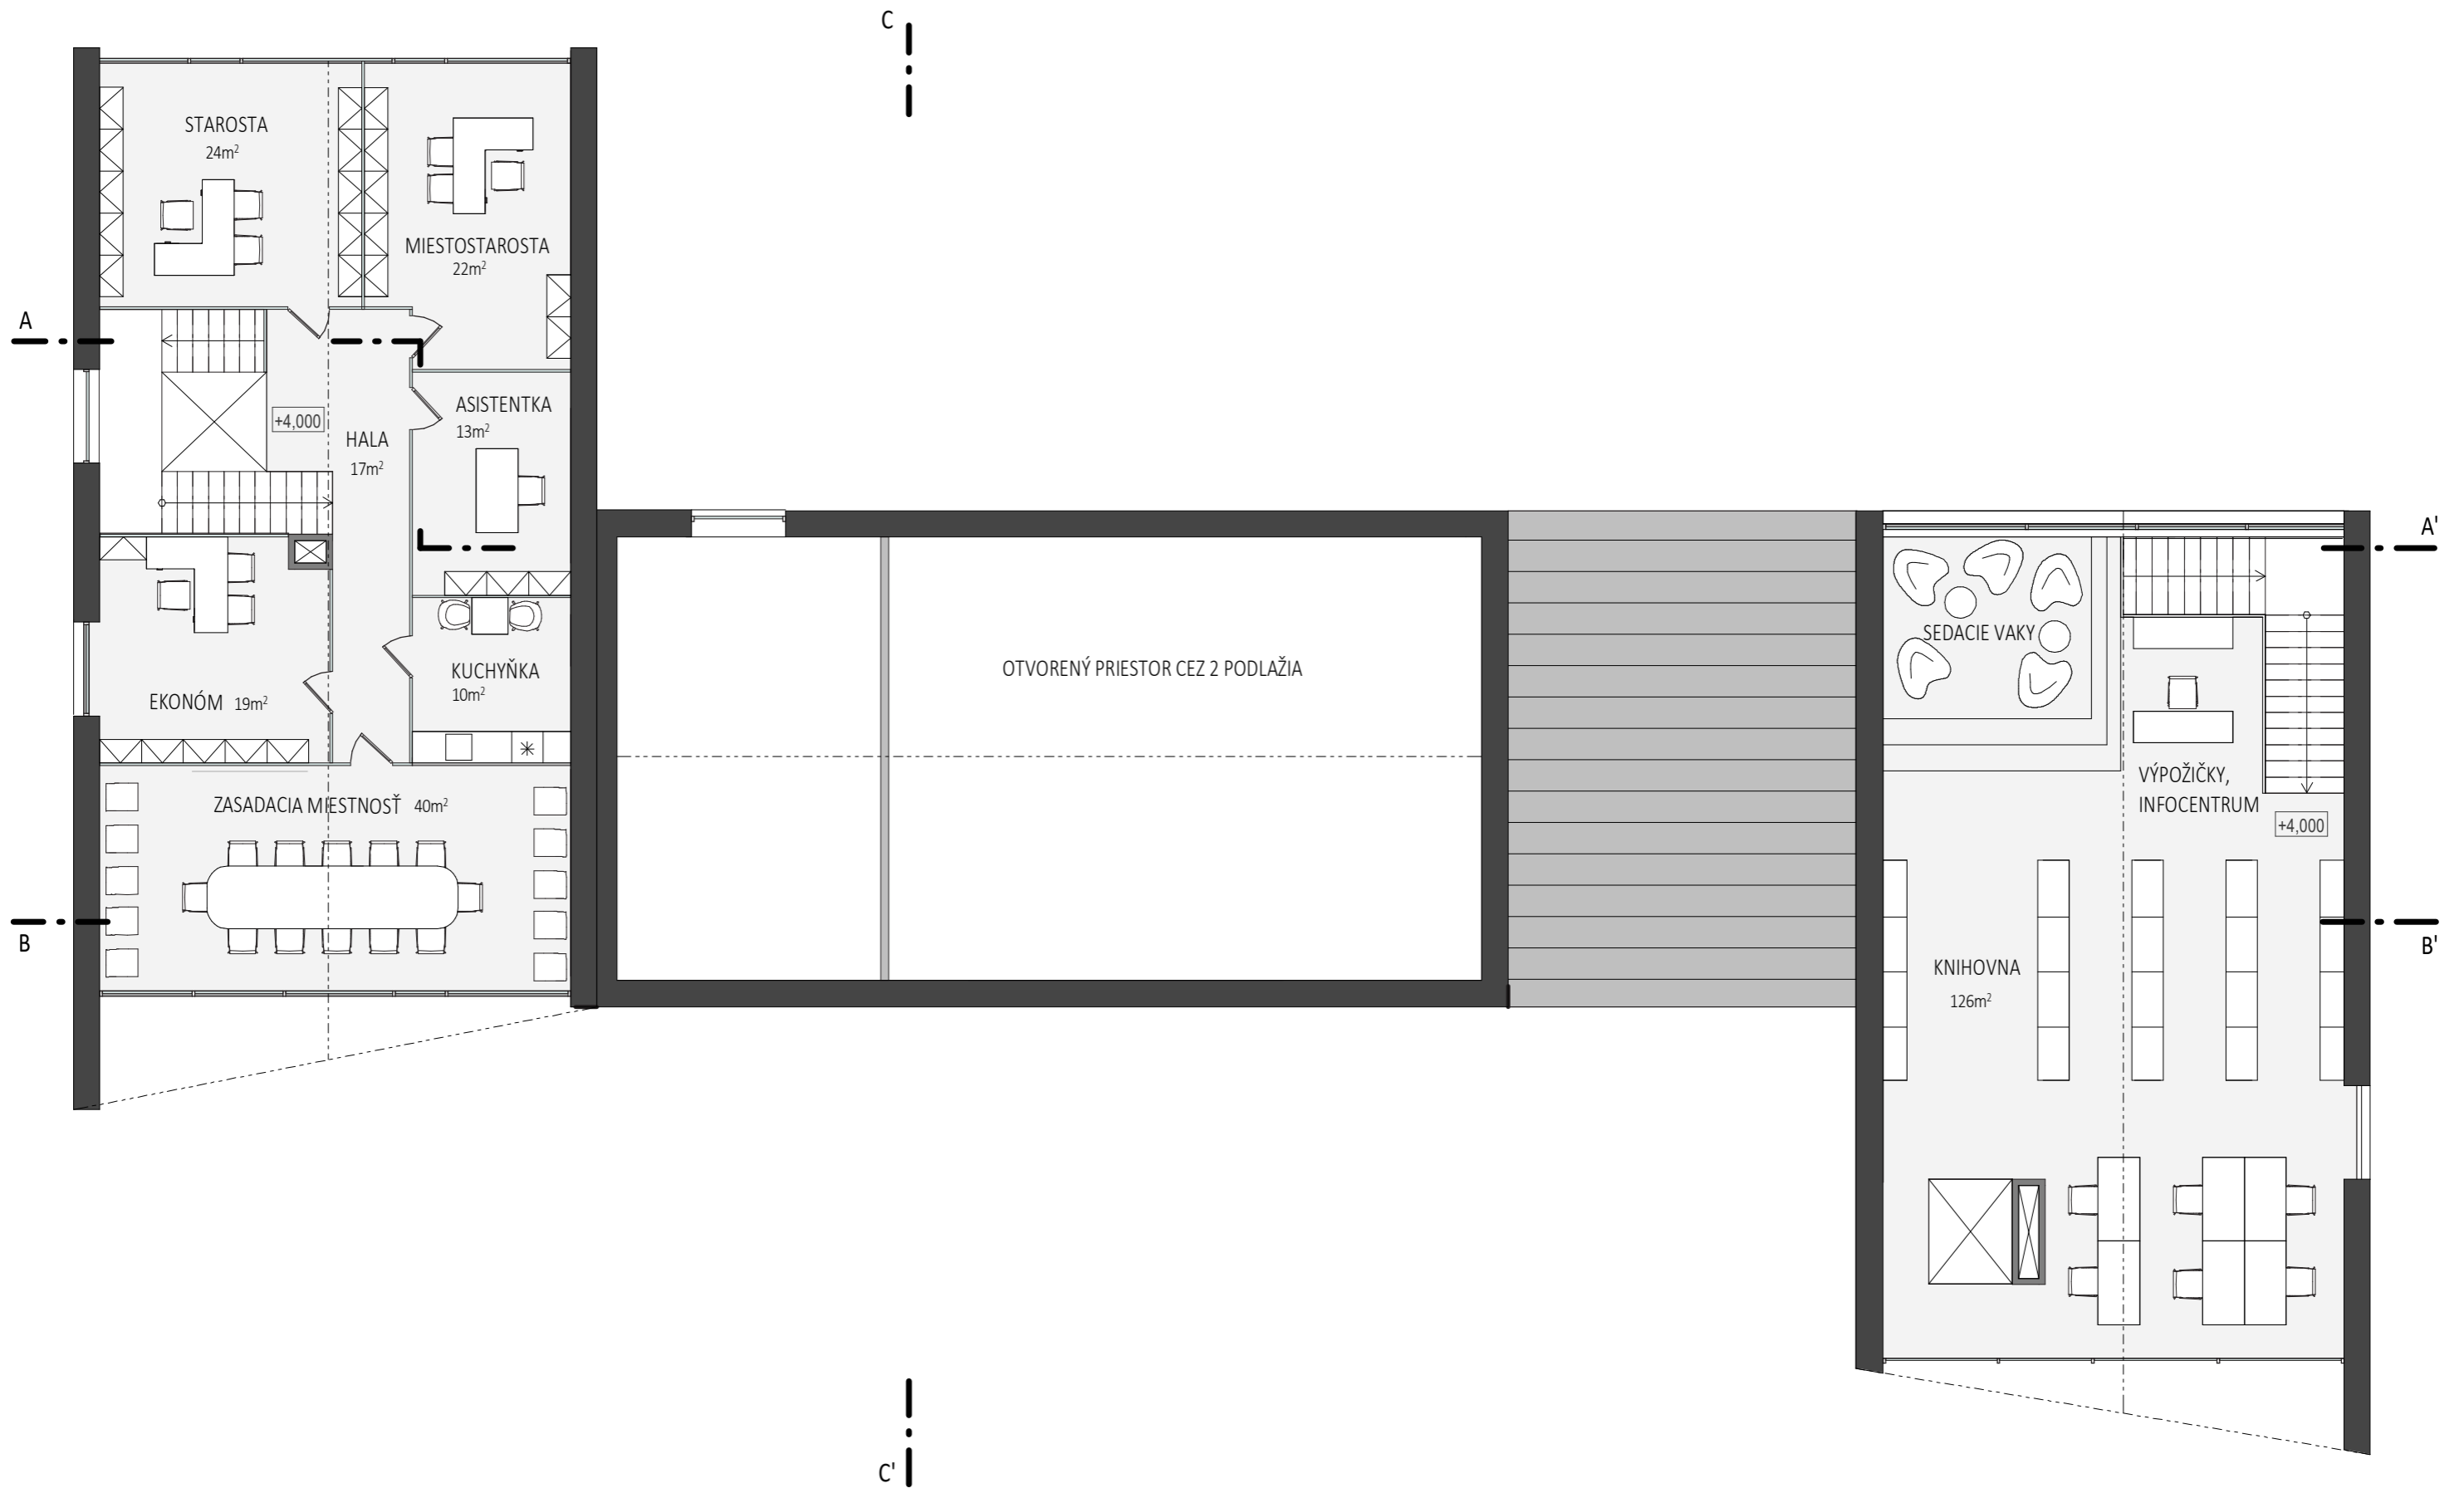 C
STAROSTA
24m²
MIESTOSTAROSTA
22m²
A
ASISTENTKA
13m²
+4,000
HALA
17m²
A'
SEDACIE VAKY
KUCHYŇKA
10m²
OTVORENÝ PRIESTOR CEZ 2 PODLAŽIA
EKONÓM 19m²
VÝPOŽIČKY,
INFOCENTRUM
+4,000
ZASADACIA MIESTNOSŤ 40m²
B
B'
KNIHOVNA
126m²
C'